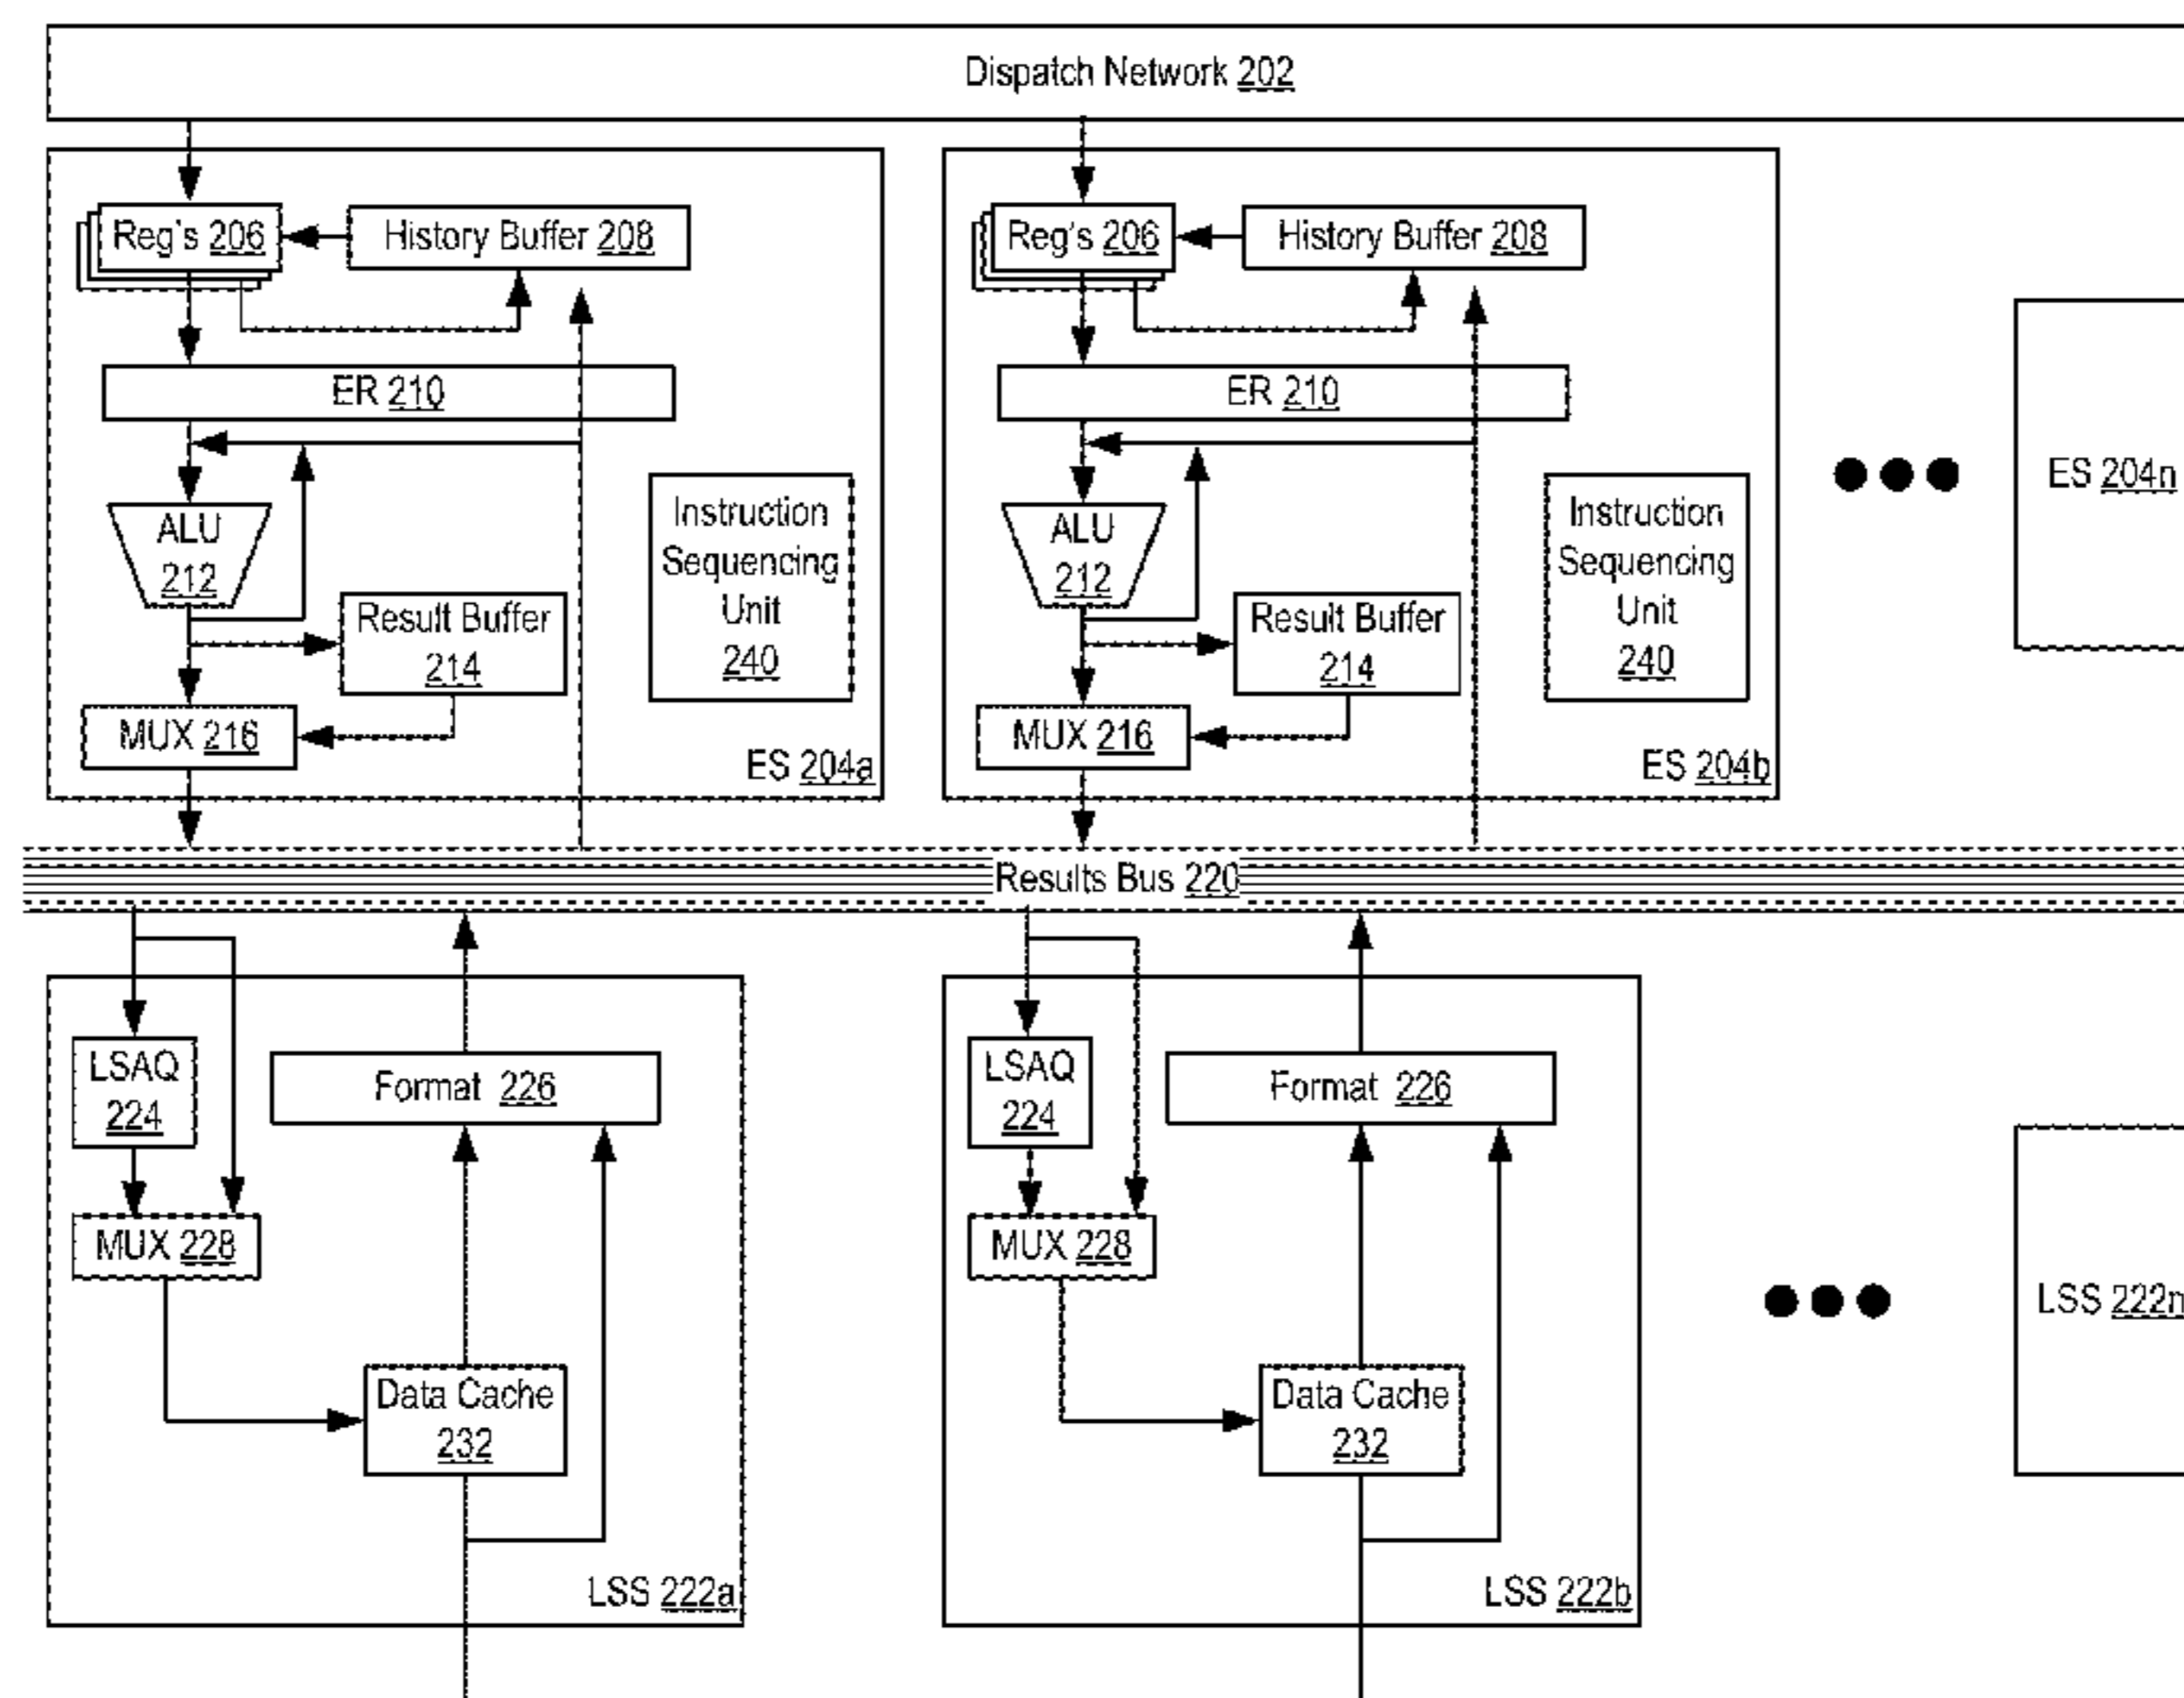 Dispatch Network 202
Reg's 206
History Buffer 208
ER 210
ALU
212
Result Buffer
214
MUX 216
Instruction
Sequencing
Unit
240
ES 204a
Reg's 206
History Buffer 208
ER 210
ALU
212
Result Buffer
214
MUX 216
Instruction
Sequencing
Unit
240
ES 204b
ES 204n
Results Bus 220
LSAQ
224
Format 226
MUX 228
Data Cache
232
LSS 222a
LSAQ
224
Format 226
MUX 228
Data Cache
232
LSS 222b
LSS 222n